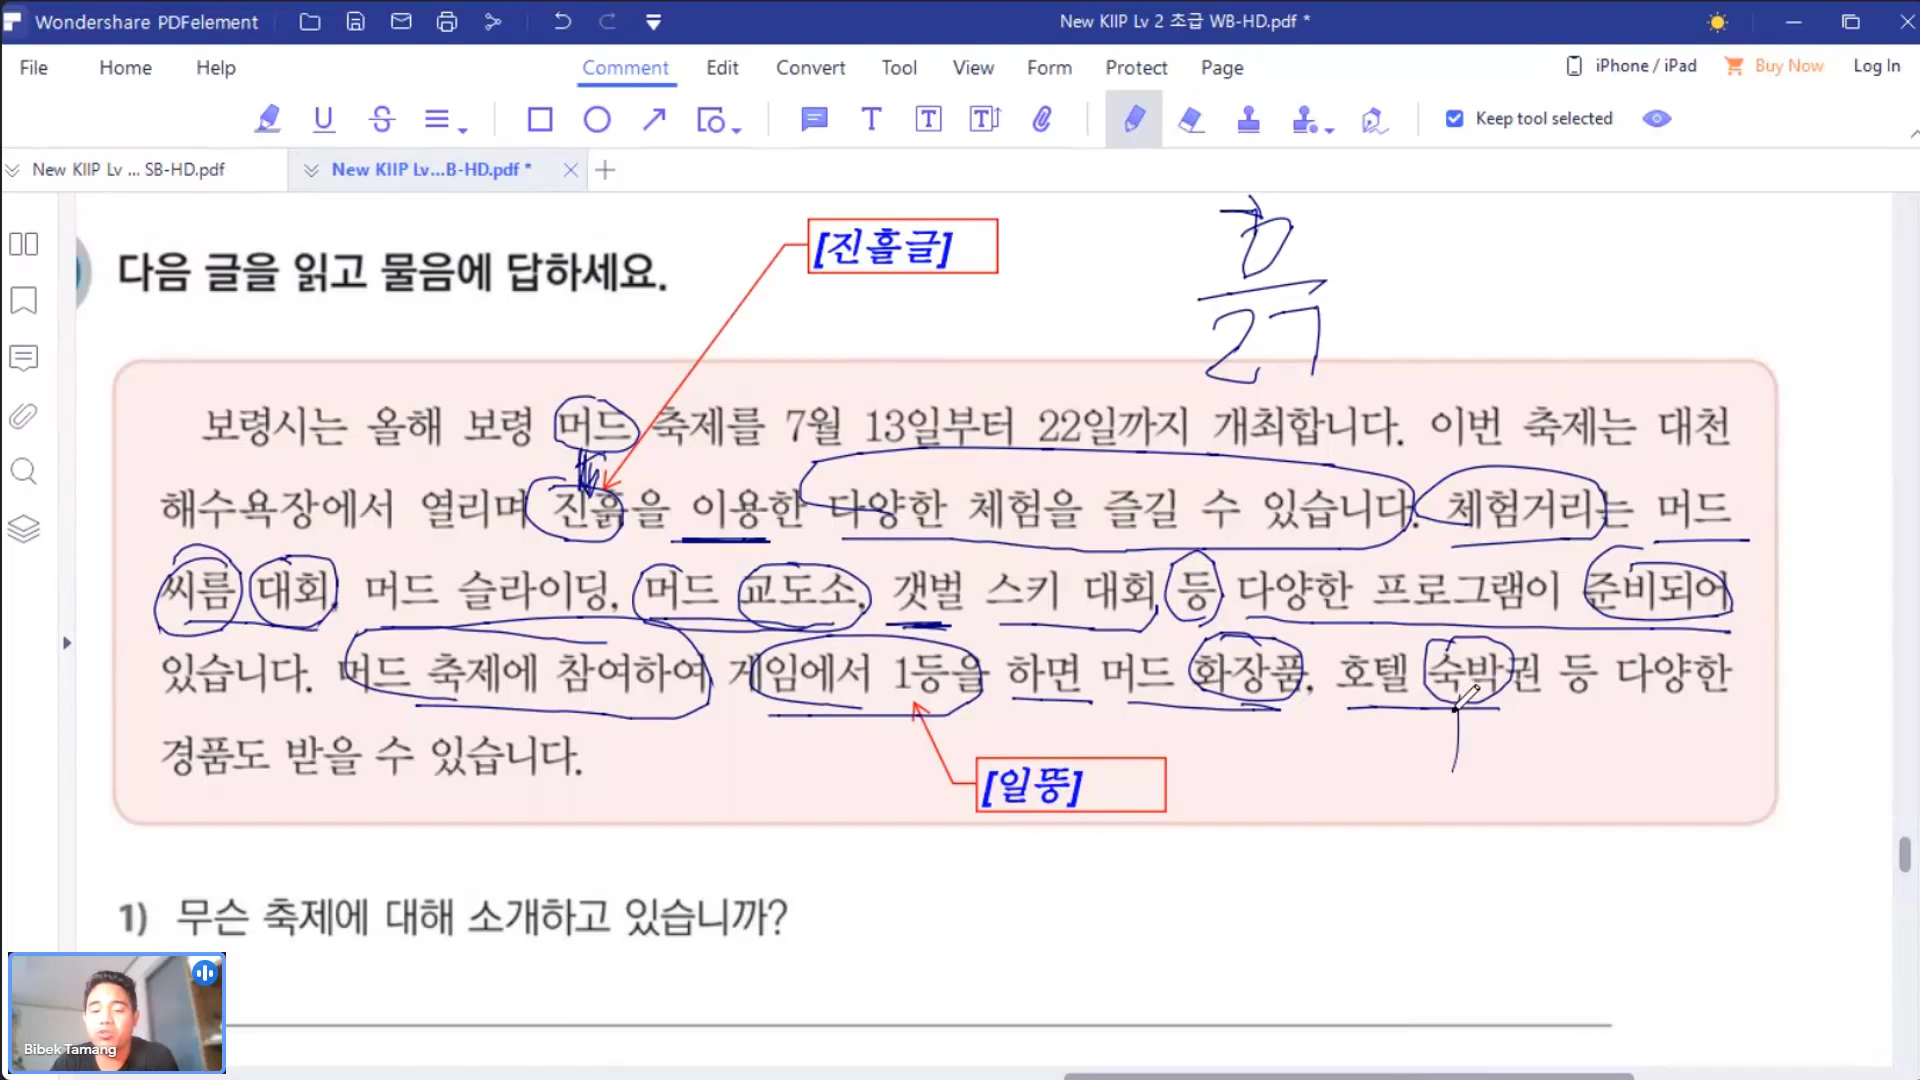 Wondershare PDFelement
New KIIP Lv 2 초급 WB-HD.pdf *
File Home Help Comment Edit Convert Tool View Form Protect Page iPhone / iPad Buy Now Log In
Keep tool selected
New KIIP Lv ... SB-HD.pdf
New KIIP Lv...B-HD.pdf *
[진흘글]
다음 글을 읽고 물음에 답하세요.
27
보령시는 올해 보령 머드 축제를 7월 13일부터 22일까지 개최합니다. 이번 축제는 대천
해수욕장에서 열리며 진흙을 이용한 다양한 체험을 즐길 수 있습니다. 체험거리는 머드
씨름 대회, 머드 슬라이딩, 머드 교도소, 갯벌 스키 대회 등 다양한 프로그램이 준비되어
있습니다. 머드 축제에 참여하여 게임에서 1등을 하면 머드 화장품, 호텔 숙박권 등 다양한
경품도 받을 수 있습니다.
[일뚱]
1) 무슨 축제에 대해 소개하고 있습니까?
Bibek Tamang